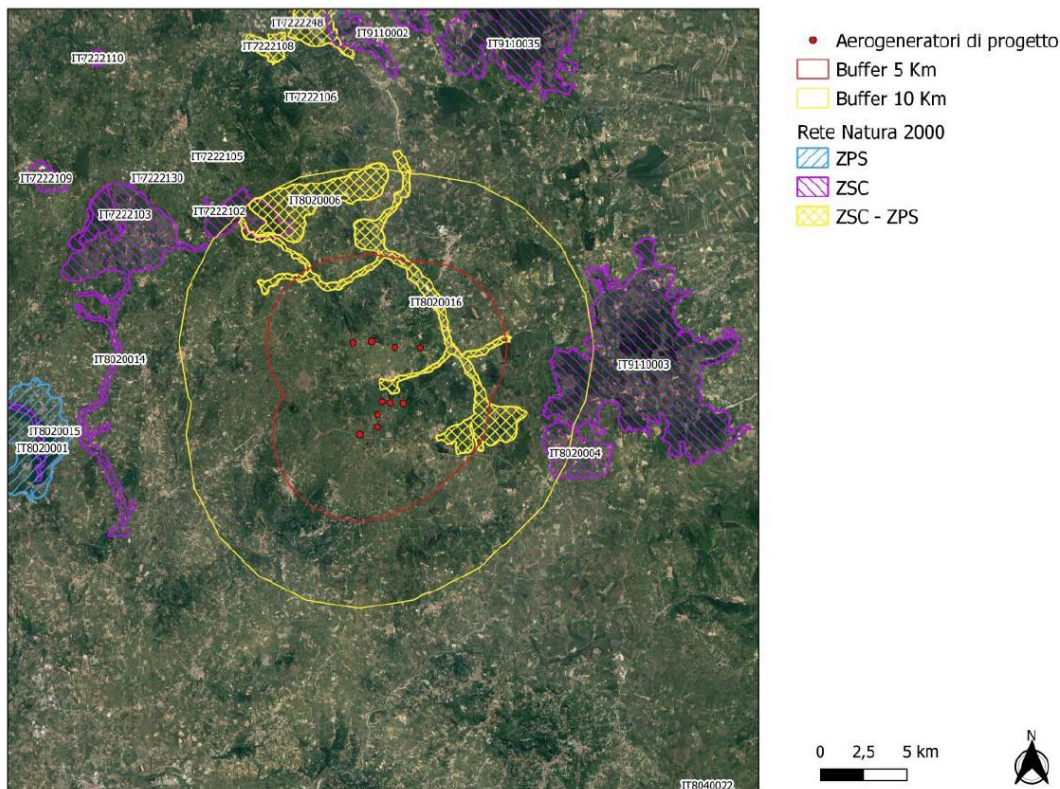 IT7222248
IT9110002
IT7222108
IT9110035
IT7222110
IT7222106
IT7222105
IT7222109
IT7222130
IT7222103
IT7222102
IT8020006
IT8020016
IT8020014
IT9110003
IT8020015
IT8020001
IT8020004
IT8040022
Aerogeneratori di progetto
Buffer 5 Km
Buffer 10 Km
Rete Natura 2000
ZPS
ZSC
ZSC - ZPS
0 2,5 5 km
N